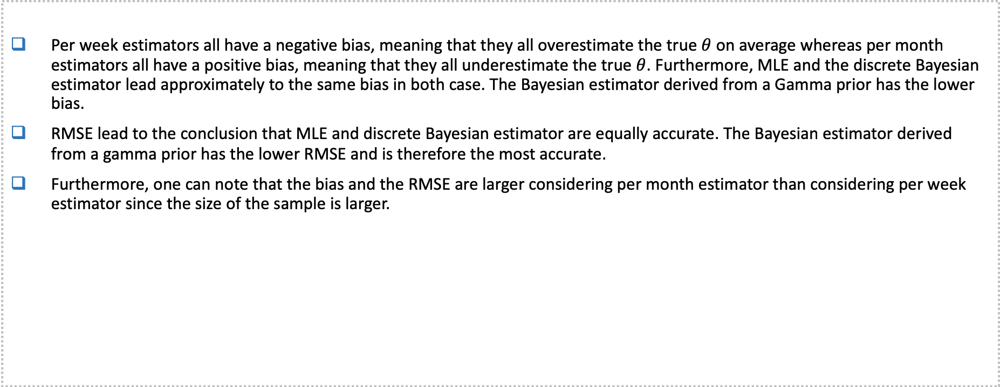 Per week estimators all have a negative bias, meaning that they all overestimate the true θ on average whereas per month
estimators all have a positive bias, meaning that they all underestimate the true θ. Furthermore, MLE and the discrete Bayesian
estimator lead approximately to the same bias in both case. The Bayesian estimator derived from a Gamma prior has the lower
bias.
RMSE lead to the conclusion that MLE and discrete Bayesian estimator are equally accurate. The Bayesian estimator derived
from a gamma prior has the lower RMSE and is therefore the most accurate.
Furthermore, one can note that the bias and the RMSE are larger considering per month estimator than considering per week
estimator since the size of the sample is larger.